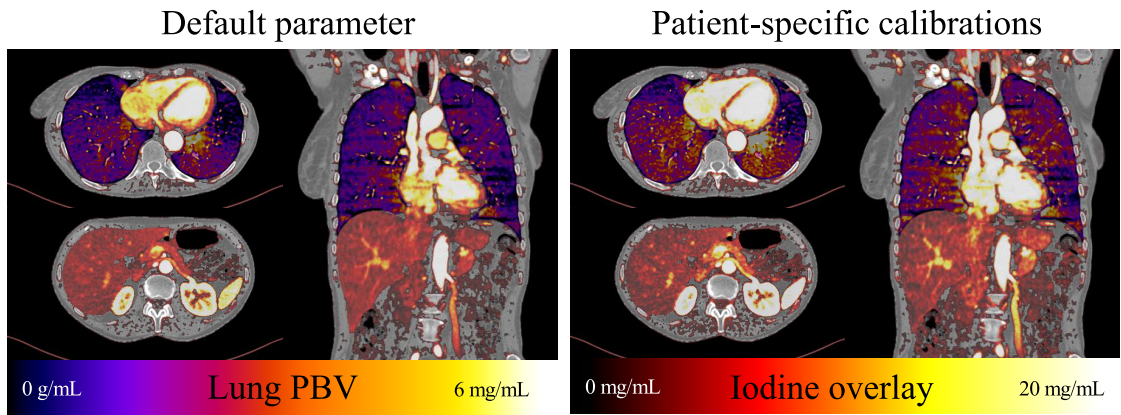 Default parameter
Patient-specific calibrations
0 g/mL Lung PBV 6 mg/mL
0 mg/mL Iodine overlay 20 mg/mL